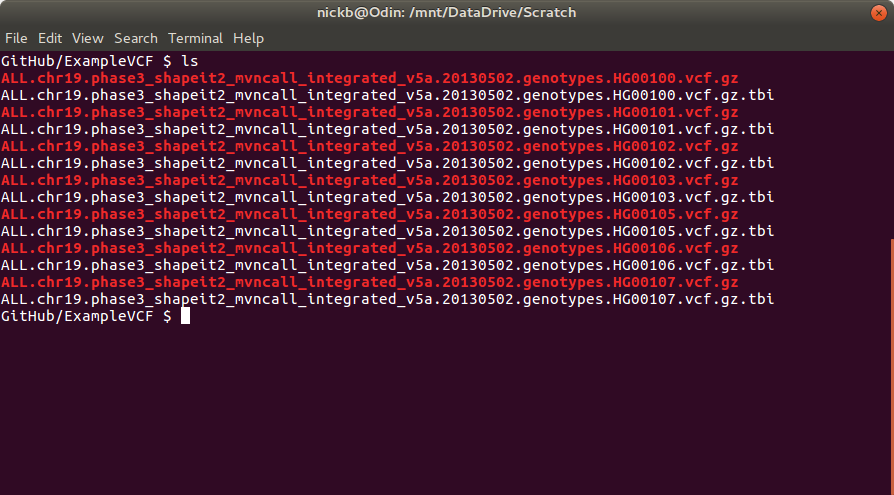 nickb@Odin: /mnt/DataDrive/Scratch
File Edit View Search Terminal Help
GitHub/ExampleVCF $ ls
ALL.chr19.phase3_shapeit2_mvncall_integrated_v5a.20130502.genotypes.HG00100.vcf.gz
ALL.chr19.phase3_shapeit2_mvncall_integrated_v5a.20130502.genotypes.HG00100.vcf.gz.tbi
ALL.chr19.phase3_shapeit2_mvncall_integrated_v5a.20130502.genotypes.HG00101.vcf.gz
ALL.chr19.phase3_shapeit2_mvncall_integrated_v5a.20130502.genotypes.HG00101.vcf.gz.tbi
ALL.chr19.phase3_shapeit2_mvncall_integrated_v5a.20130502.genotypes.HG00102.vcf.gz
ALL.chr19.phase3_shapeit2_mvncall_integrated_v5a.20130502.genotypes.HG00102.vcf.gz.tbi
ALL.chr19.phase3_shapeit2_mvncall_integrated_v5a.20130502.genotypes.HG00103.vcf.gz
ALL.chr19.phase3_shapeit2_mvncall_integrated_v5a.20130502.genotypes.HG00103.vcf.gz.tbi
ALL.chr19.phase3_shapeit2_mvncall_integrated_v5a.20130502.genotypes.HG00105.vcf.gz
ALL.chr19.phase3_shapeit2_mvncall_integrated_v5a.20130502.genotypes.HG00105.vcf.gz.tbi
ALL.chr19.phase3_shapeit2_mvncall_integrated_v5a.20130502.genotypes.HG00106.vcf.gz
ALL.chr19.phase3_shapeit2_mvncall_integrated_v5a.20130502.genotypes.HG00106.vcf.gz.tbi
ALL.chr19.phase3_shapeit2_mvncall_integrated_v5a.20130502.genotypes.HG00107.vcf.gz
ALL.chr19.phase3_shapeit2_mvncall_integrated_v5a.20130502.genotypes.HG00107.vcf.gz.tbi
GitHub/ExampleVCF $